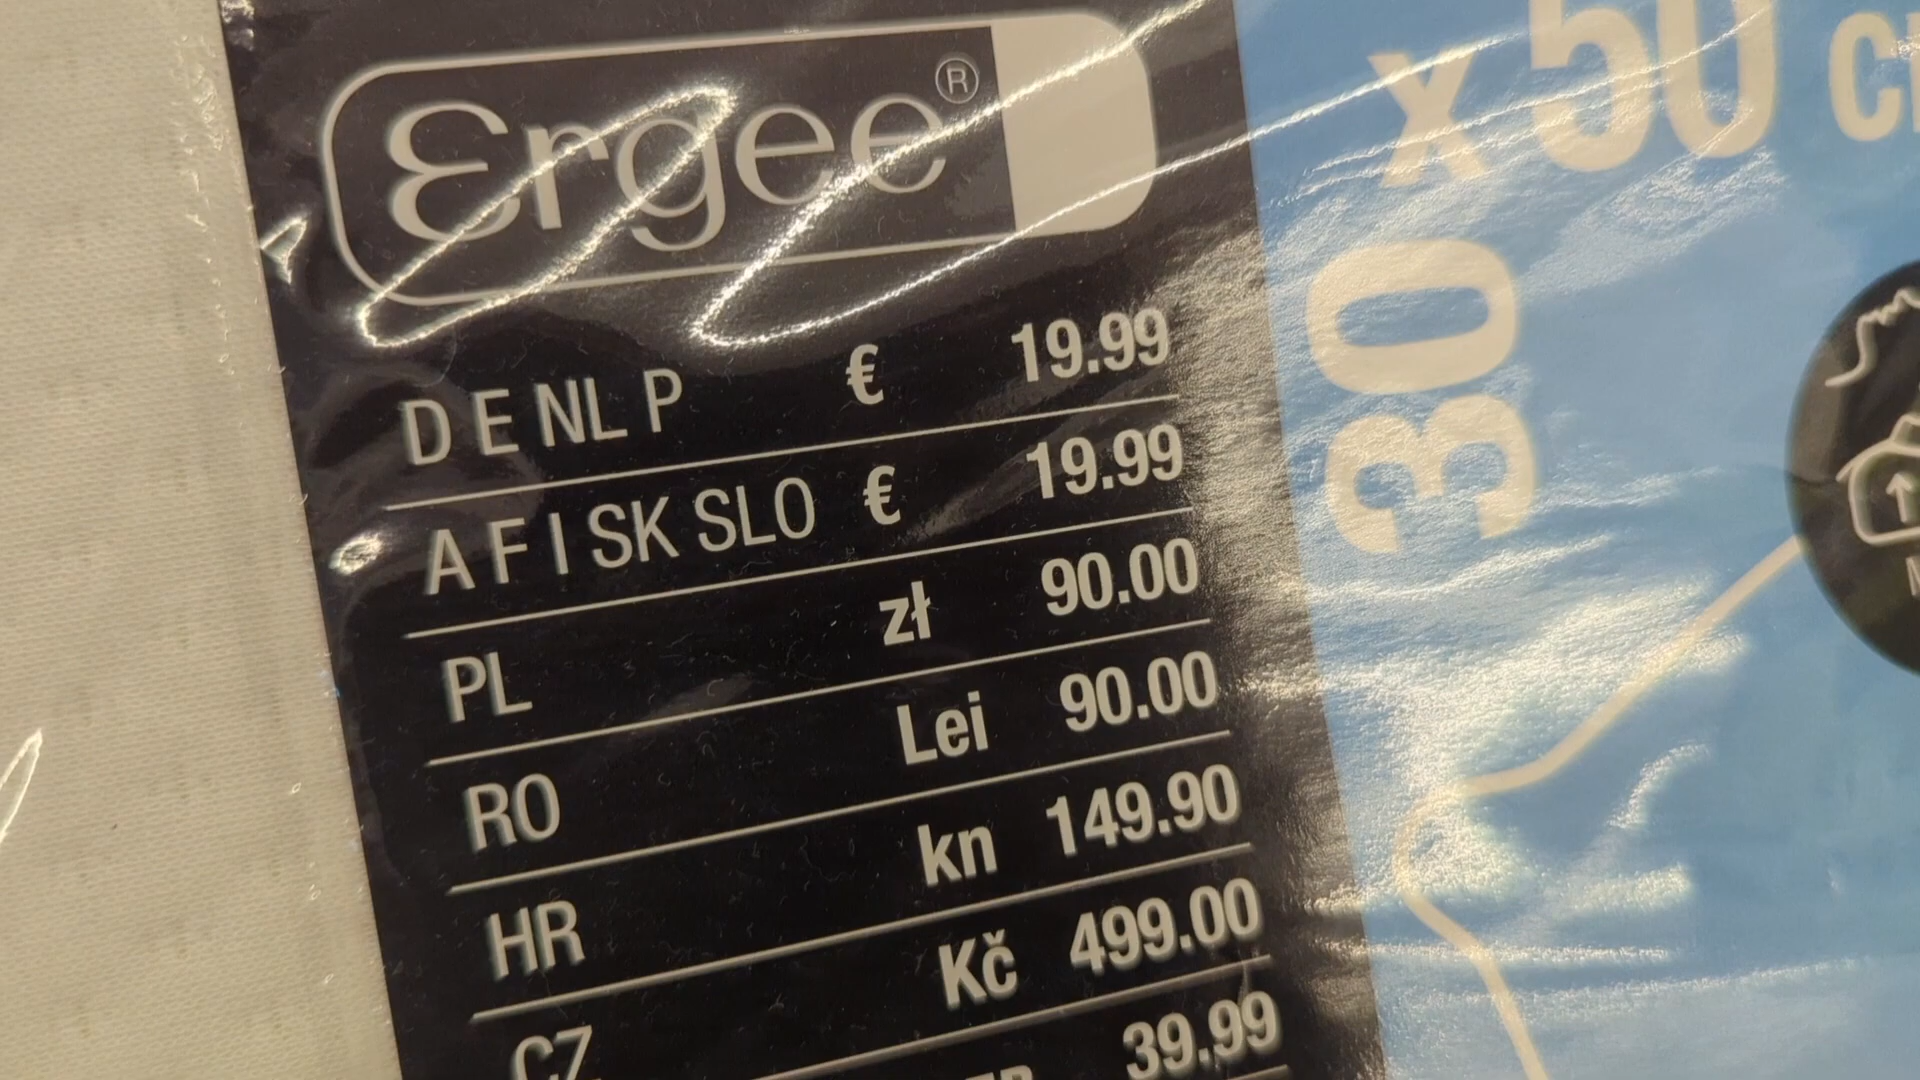 εrgee®
D E NL P € 19.99
A F I SK SLO € 19.99
PL zł 90.00
RO Lei 90.00
HR kn 149.90
CZ Kč 499.00
39.99
x 50
30